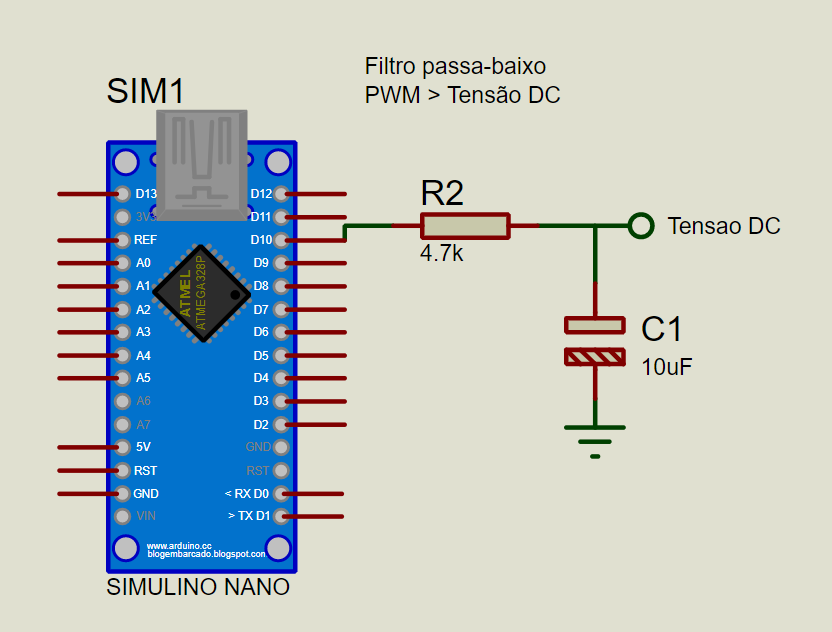 Filtro passa-baixo
PWM > Tensão DC
SIM1
D13
D12
3V3
D11
REF
D10
A0
D9
A1
D8
A2
D7
A3
D6
A4
D5
A5
D4
A6
D3
A7
D2
5V
GND
RST
RST
GND
< RX D0
VIN
> TX D1
ATMEL
ATMEGA328P
www.arduino.cc
blogembarcado.blogspot.com
SIMULINO NANO
R2
4.7k
Tensao DC
C1
10uF